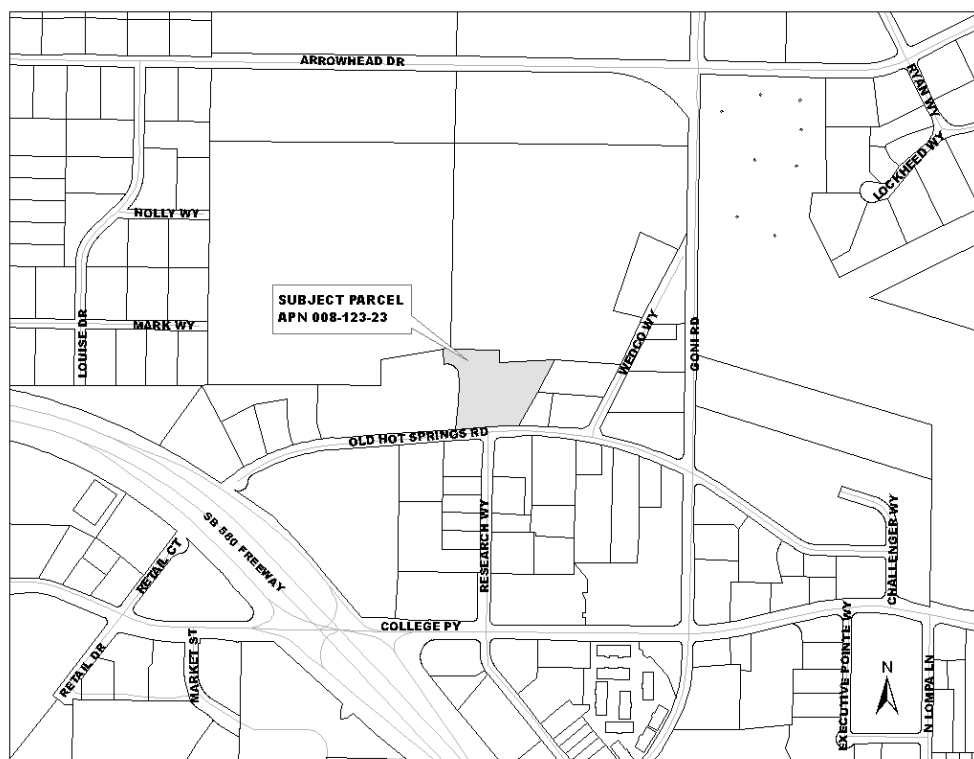 ARROWHEAD DR
RYAN WY
LOCKHEED WY
HOLLY WY
SUBJECT PARCEL
APN 008-123-23
MARK WY
LOUISE DR
WEDCO WY
GONI RD
OLD HOT SPRINGS RD
SB 580 FREEWAY
RETAIL CT
RESEARCH WY
CHALLENGER WY
COLLEGE PY
RETAIL DR
MARKET ST
EXECUTIVE POINTE WY
N
N LOMPA LN